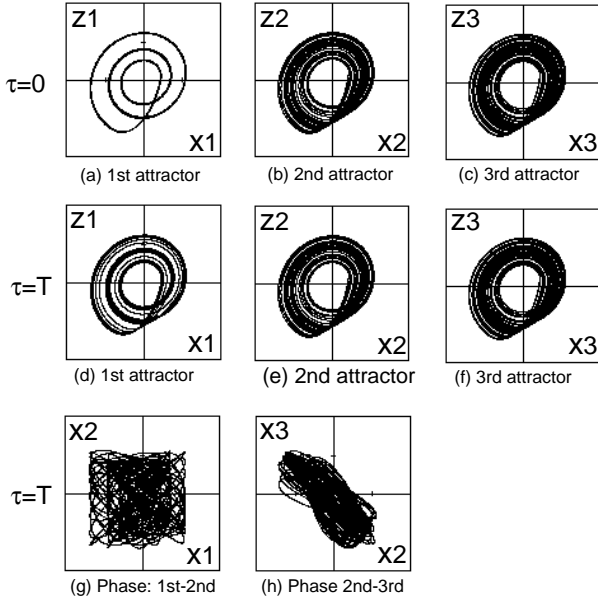 z1
z2
z3
τ=0
x1
x2
x3
(a) 1st attractor
(b) 2nd attractor
(c) 3rd attractor
z1
z2
z3
τ=T
x1
x2
x3
(d) 1st attractor
(e) 2nd attractor
(f) 3rd attractor
x2
x3
τ=T
x1
x2
(g) Phase: 1st-2nd
(h) Phase 2nd-3rd